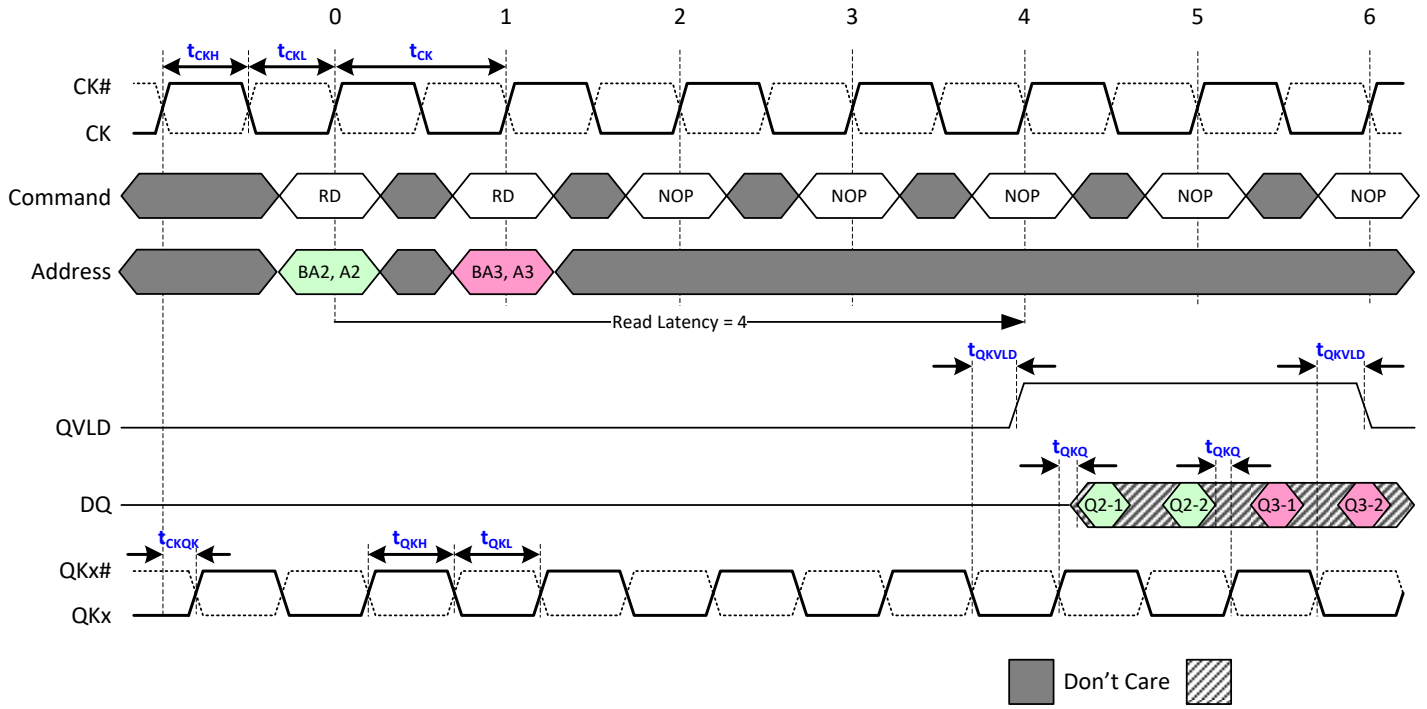 0 1 2 3 4 5 6
tCKH tCKL tCK
CK#
CK
Command RD RD NOP NOP NOP NOP NOP
Address BA2, A2 BA3, A3
Read Latency = 4
tQKVLD tQKVLD
QVLD
tQKQ tQKQ
DQ Q2-1 Q2-2 Q3-1 Q3-2
tCKQK tQKH tQKL
QKx#
QKx
Don't Care